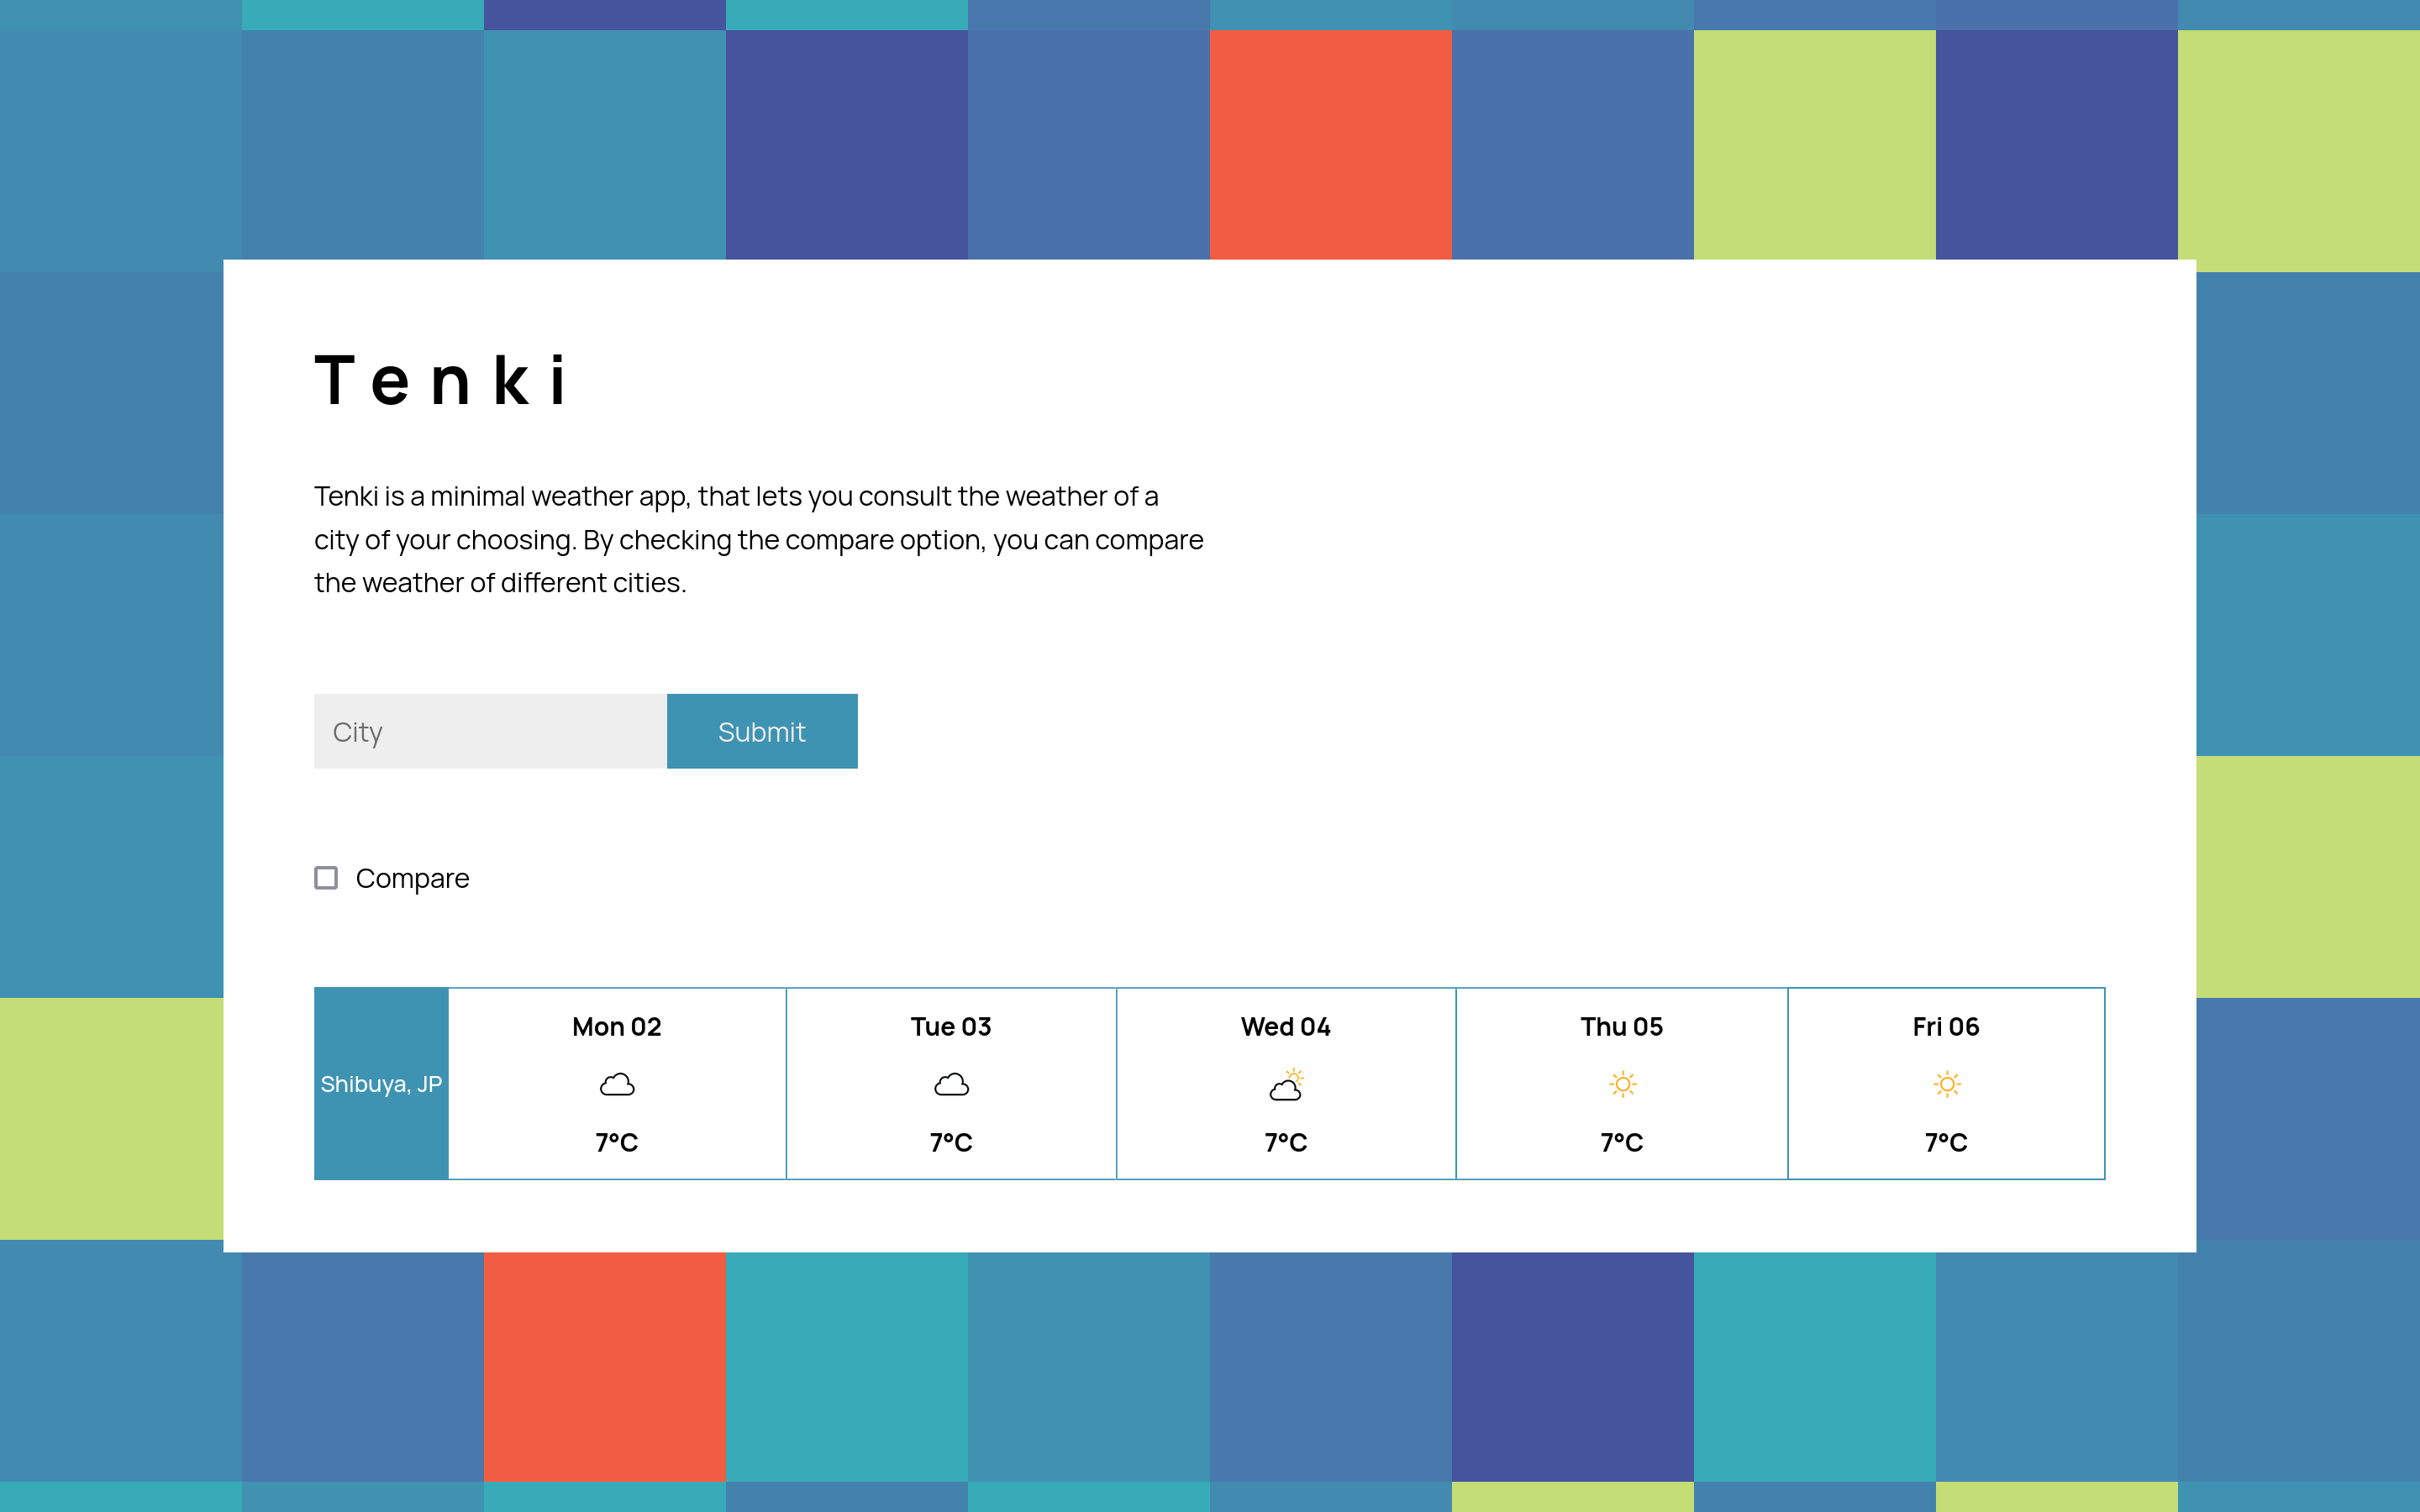 Tenki
Tenki is a minimal weather app, that lets you consult the weather of a
city of your choosing. By checking the compare option, you can compare
the weather of different cities.
City
Submit
Compare
Shibuya, JP
Mon 02
7°C
Tue 03
7°C
Wed 04
7°C
Thu 05
7°C
Fri 06
7°C